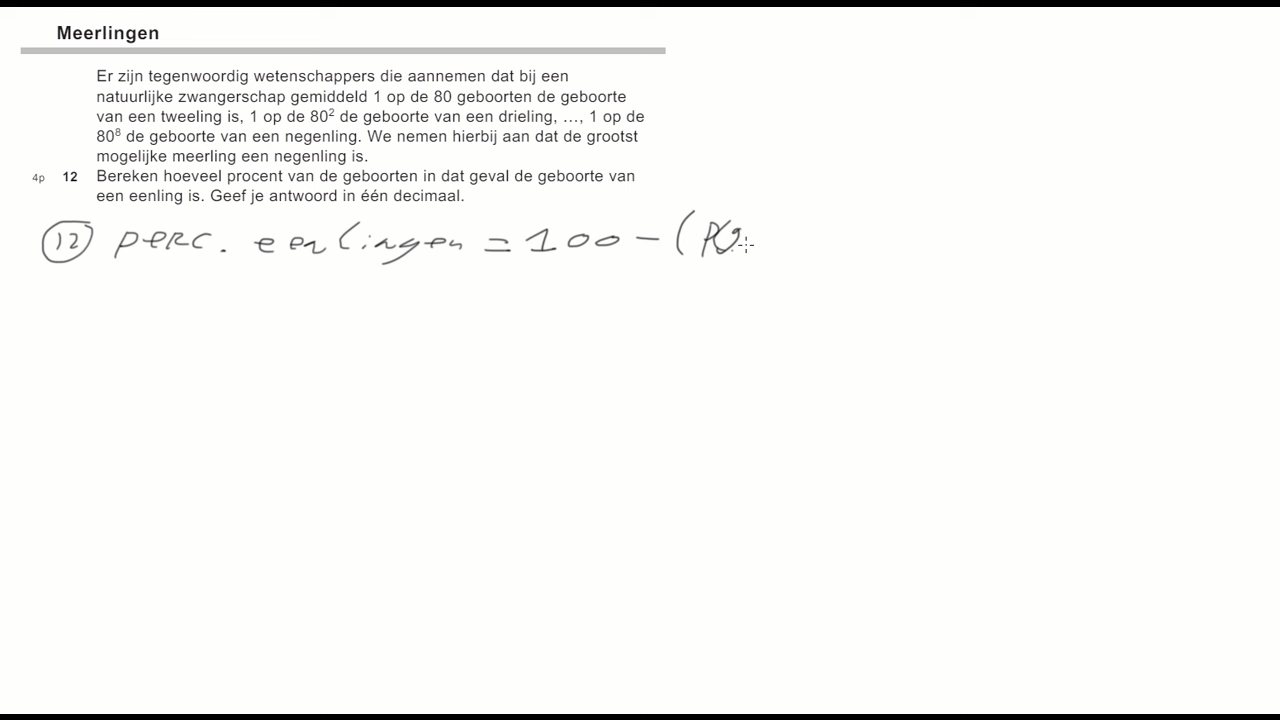 Meerlingen
Er zijn tegenwoordig wetenschappers die aannemen dat bij een
natuurlijke zwangerschap gemiddeld 1 op de 80 geboorten de geboorte
van een tweeling is, 1 op de 80² de geboorte van een drieling, …, 1 op de
80⁸ de geboorte van een negenling. We nemen hierbij aan dat de grootst
mogelijke meerling een negenling is.
4p 12 Bereken hoeveel procent van de geboorten in dat geval de geboorte van
een eenling is. Geef je antwoord in één decimaal.
12 perc. eenlingen = 100 - (